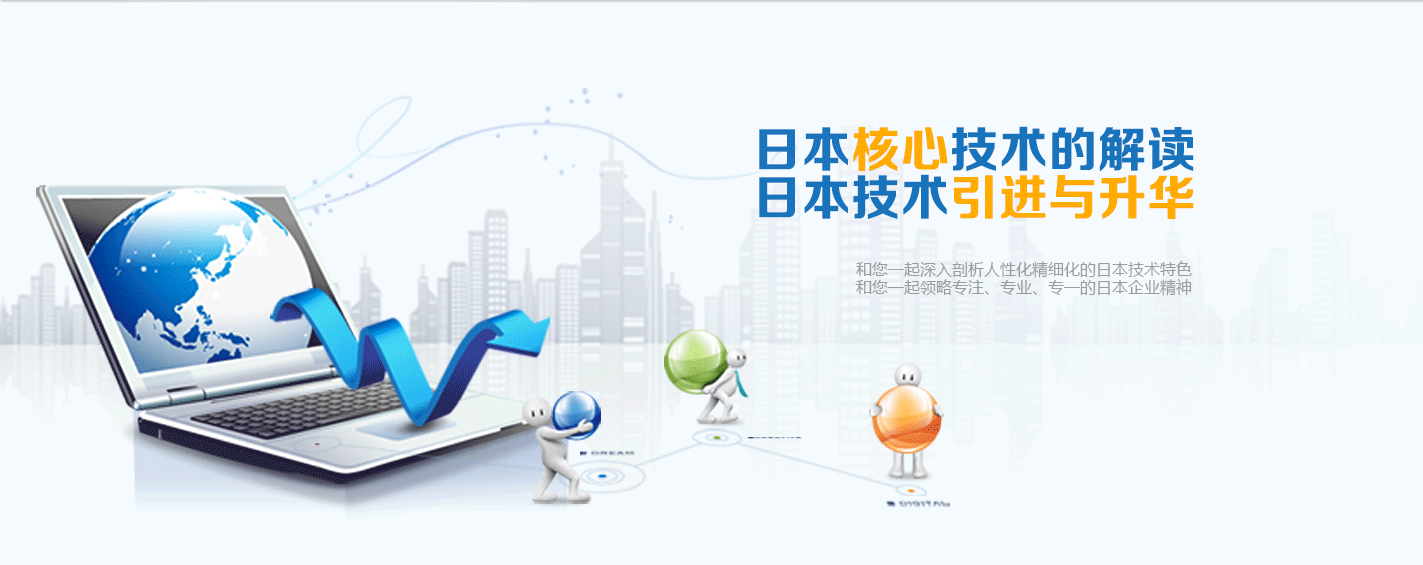 日本核心技术的解读
日本技术引进与升华
和您一起深入剖析人性化精细化的日本技术特色
和您一起领略专注、专业、专一的日本企业精神
DREAM
DIGITAL